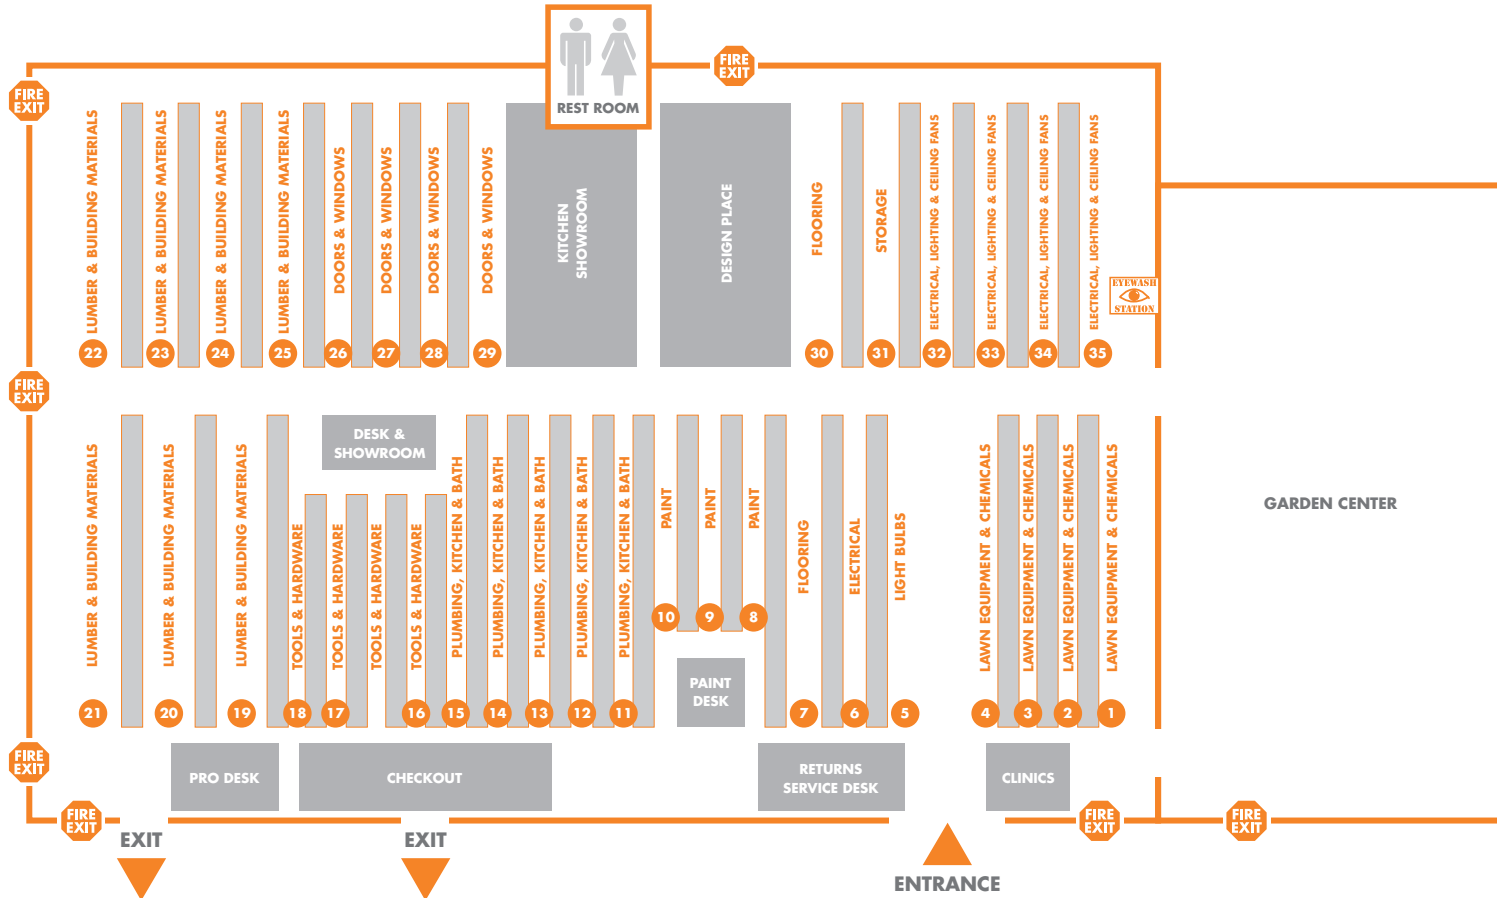 REST ROOM
FIRE
EXIT
FIRE
EXIT
LUMBER & BUILDING MATERIALS
LUMBER & BUILDING MATERIALS
LUMBER & BUILDING MATERIALS
LUMBER & BUILDING MATERIALS
DOORS & WINDOWS
DOORS & WINDOWS
DOORS & WINDOWS
DOORS & WINDOWS
KITCHEN
SHOWROOM
DESIGN PLACE
FLOORING
STORAGE
ELECTRICAL, LIGHTING & CEILING FANS
ELECTRICAL, LIGHTING & CEILING FANS
ELECTRICAL, LIGHTING & CEILING FANS
ELECTRICAL, LIGHTING & CEILING FANS
EYEWASH
STATION
22
23
24
25
26
27
28
29
30
31
32
33
34
35
FIRE
EXIT
DESK &
SHOWROOM
LUMBER & BUILDING MATERIALS
LUMBER & BUILDING MATERIALS
LUMBER & BUILDING MATERIALS
TOOLS & HARDWARE
TOOLS & HARDWARE
TOOLS & HARDWARE
TOOLS & HARDWARE
PLUMBING, KITCHEN & BATH
PLUMBING, KITCHEN & BATH
PLUMBING, KITCHEN & BATH
PLUMBING, KITCHEN & BATH
PLUMBING, KITCHEN & BATH
PAINT
PAINT
PAINT
FLOORING
ELECTRICAL
LIGHT BULBS
LAWN EQUIPMENT & CHEMICALS
LAWN EQUIPMENT & CHEMICALS
LAWN EQUIPMENT & CHEMICALS
LAWN EQUIPMENT & CHEMICALS
GARDEN CENTER
10
9
8
PAINT
DESK
21
20
19
18
17
16
15
14
13
12
11
7
6
5
4
3
2
1
FIRE
EXIT
PRO DESK
CHECKOUT
RETURNS
SERVICE DESK
CLINICS
FIRE
EXIT
FIRE
EXIT
FIRE
EXIT
EXIT
EXIT
ENTRANCE